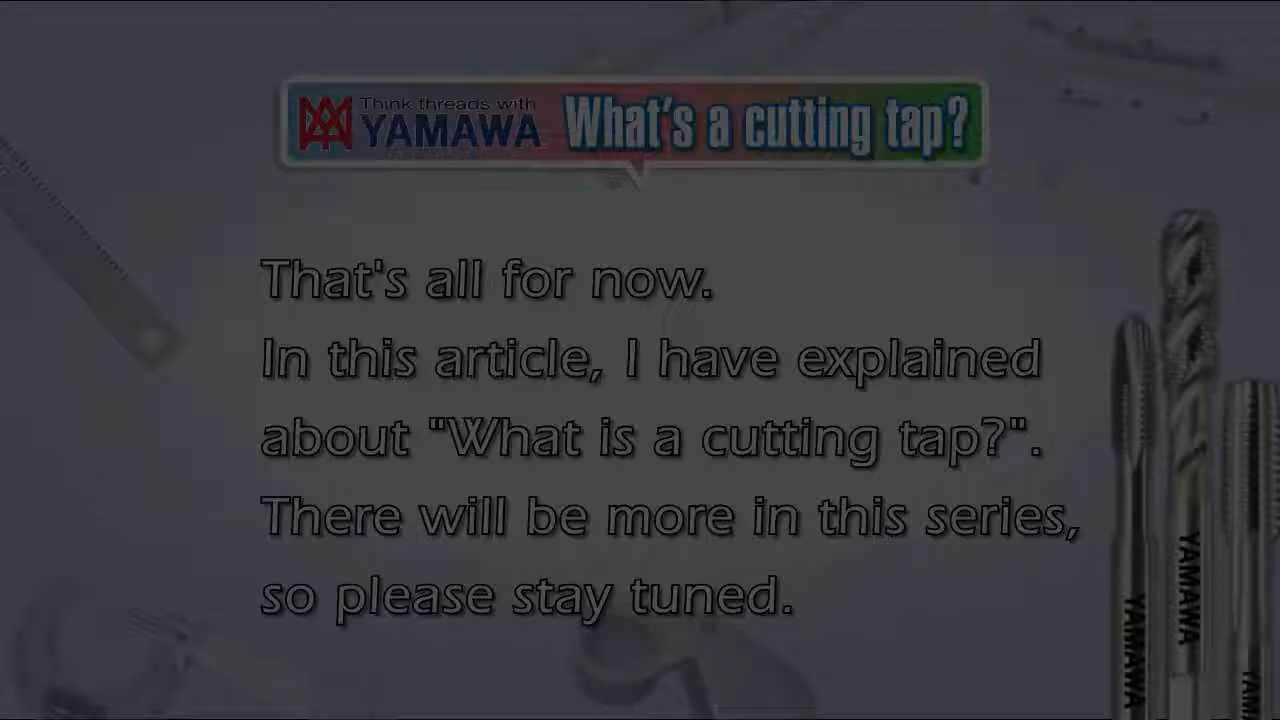 Think threads with
YAMAWA
What's a cutting tap?
That's all for now.
In this article, I have explained
about "What is a cutting tap?".
There will be more in this series,
so please stay tuned.
YAMAWA
YAMAWA
YAM